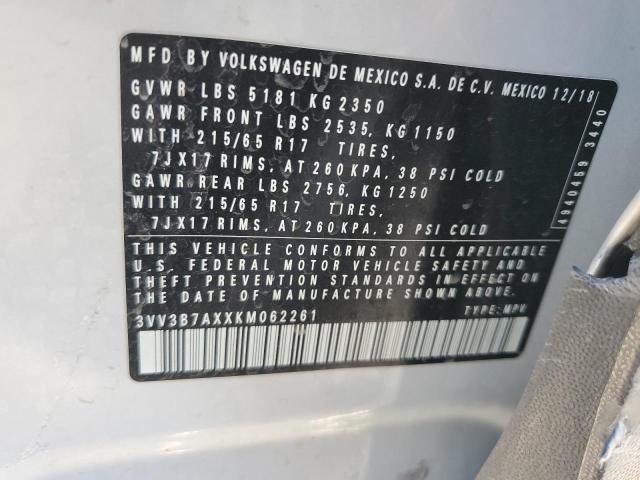 MFD BY VOLKSWAGEN DE MEXICO S.A. DE C.V. MEXICO 12/18
GVWR LBS 5181 KG 2350
GAWR FRONT LBS 2535, KG 1150
WITH 215/65 R17 TIRES,
7JX17 RIMS, AT 260 KPA, 38 PSI COLD
GAWR REAR LBS 2756, KG 1250
WITH 215/65 R17 TIRES,
7JX17 RIMS, AT 260 KPA, 38 PSI COLD
THIS VEHICLE CONFORMS TO ALL APPLICABLE
U.S. FEDERAL MOTOR VEHICLE SAFETY AND
THEFT PREVENTION STANDARDS IN EFFECT ON
THE DATE OF MANUFACTURE SHOWN ABOVE.
3VV3B7AXXKM062261 TYPE: MPV
4940459 3440